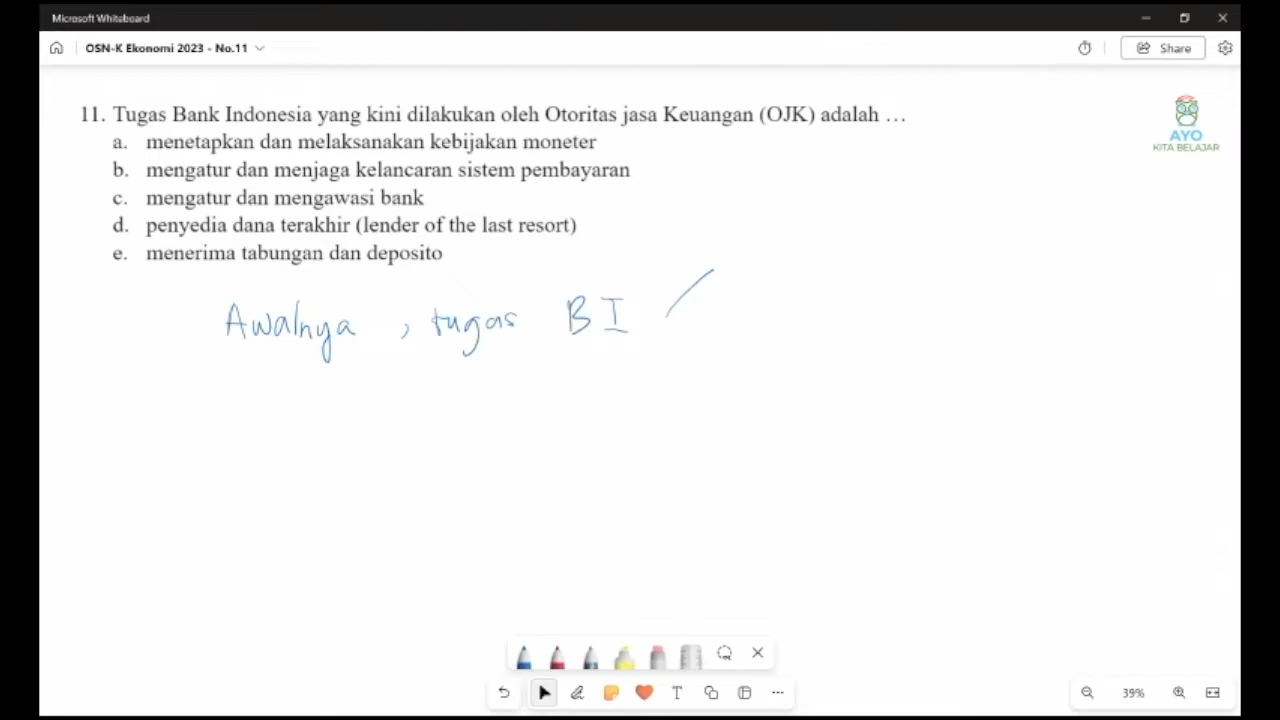 Microsoft Whiteboard
OSN-K Ekonomi 2023 - No.11
Share
11. Tugas Bank Indonesia yang kini dilakukan oleh Otoritas jasa Keuangan (OJK) adalah …
a. menetapkan dan melaksanakan kebijakan moneter
b. mengatur dan menjaga kelancaran sistem pembayaran
c. mengatur dan mengawasi bank
d. penyedia dana terakhir (lender of the last resort)
e. menerima tabungan dan deposito
AYO
KITA BELAJAR
Awalnya , tugas BI
39%